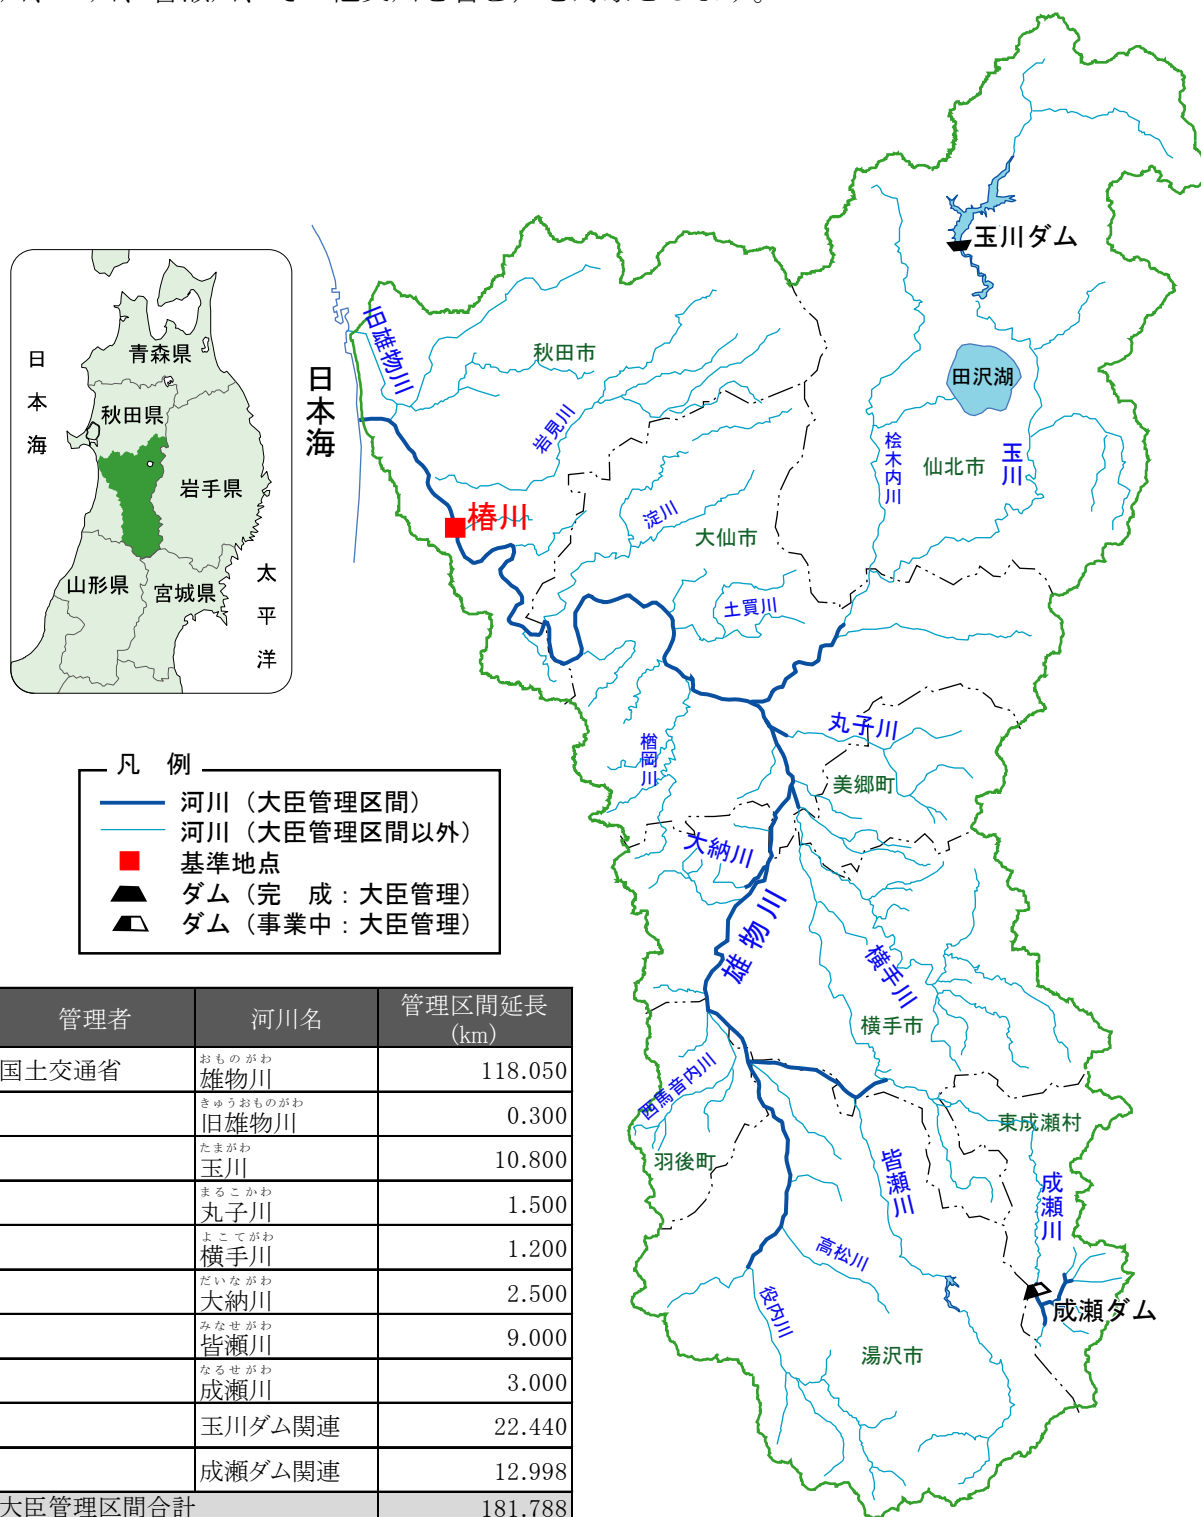 日本海
青森県
秋田県
岩手県
山形県
宮城県
太平洋
日本海
旧雄物川
秋田市
岩見川
椿川
淀川
大仙市
土買川
玉川ダム
田沢湖
桧木内川
仙北市
玉川
丸子川
美郷町
楢岡川
大納川
雄物川
横手川
横手市
西馬音内川
羽後町
東成瀬村
皆瀬川
成瀬川
高松川
役内川
成瀬ダム
湯沢市
凡 例
河川（大臣管理区間）
河川（大臣管理区間以外）
基準地点
ダム（完 成：大臣管理）
ダム（事業中：大臣管理）
管理者 河川名 管理区間延長
(km)
おものがわ
国土交通省 雄物川 118.050
きゅうおものがわ
旧雄物川 0.300
たまがわ
玉川 10.800
まるこかわ
丸子川 1.500
よこてがわ
横手川 1.200
だいながわ
大納川 2.500
みなせがわ
皆瀬川 9.000
なるせがわ
成瀬川 3.000
玉川ダム関連 22.440
成瀬ダム関連 12.998
大臣管理区間合計 181.788